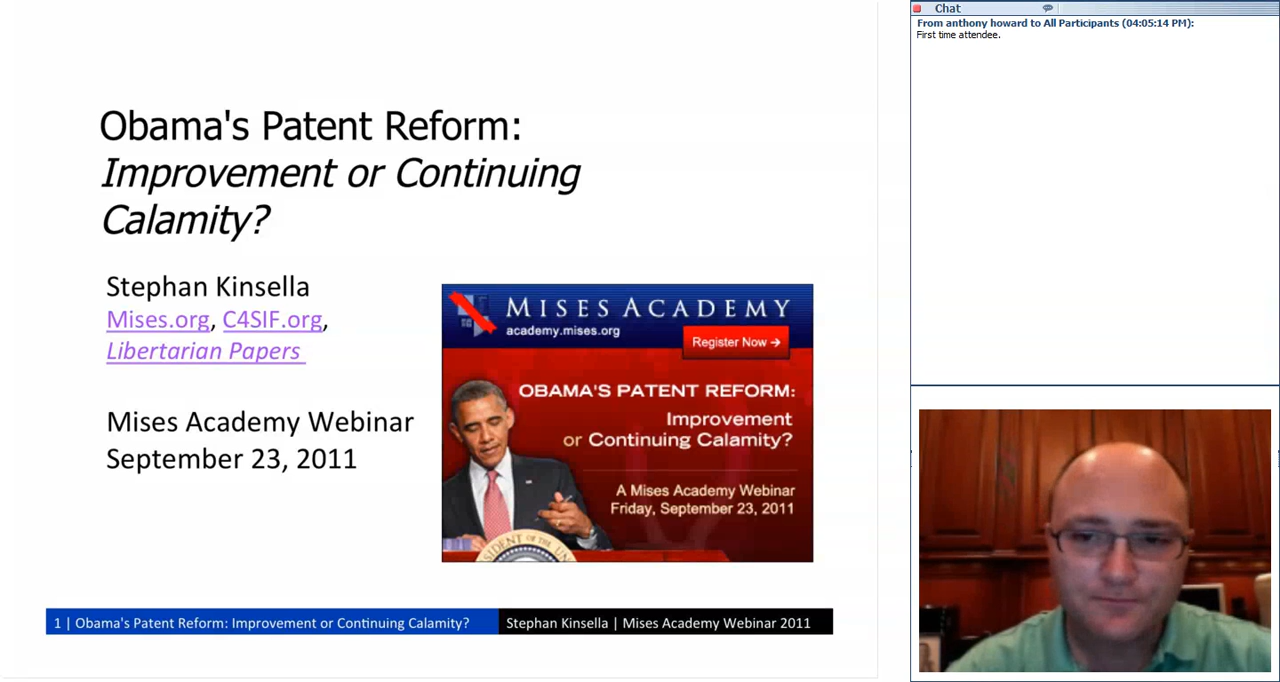 Obama's Patent Reform:
Improvement or Continuing
Calamity?
Stephan Kinsella
Mises.org, C4SIF.org,
Libertarian Papers
Mises Academy Webinar
September 23, 2011
MISES ACADEMY
academy.mises.org
Register Now →
OBAMA'S PATENT REFORM:
Improvement
or Continuing Calamity?
A Mises Academy Webinar
Friday, September 23, 2011
1 | Obama's Patent Reform: Improvement or Continuing Calamity?
Stephan Kinsella | Mises Academy Webinar 2011
Chat
From anthony howard to All Participants (04:05:14 PM):
First time attendee.